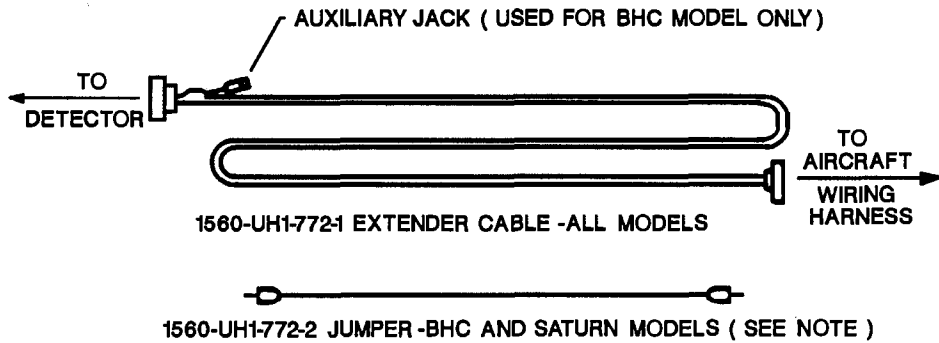 AUXILIARY JACK ( USED FOR BHC MODEL ONLY )
TO
DETECTOR
TO
AIRCRAFT
WIRING
HARNESS
1560-UH1-772-1 EXTENDER CABLE -ALL MODELS
1560-UH1-772-2 JUMPER -BHC AND SATURN MODELS ( SEE NOTE )